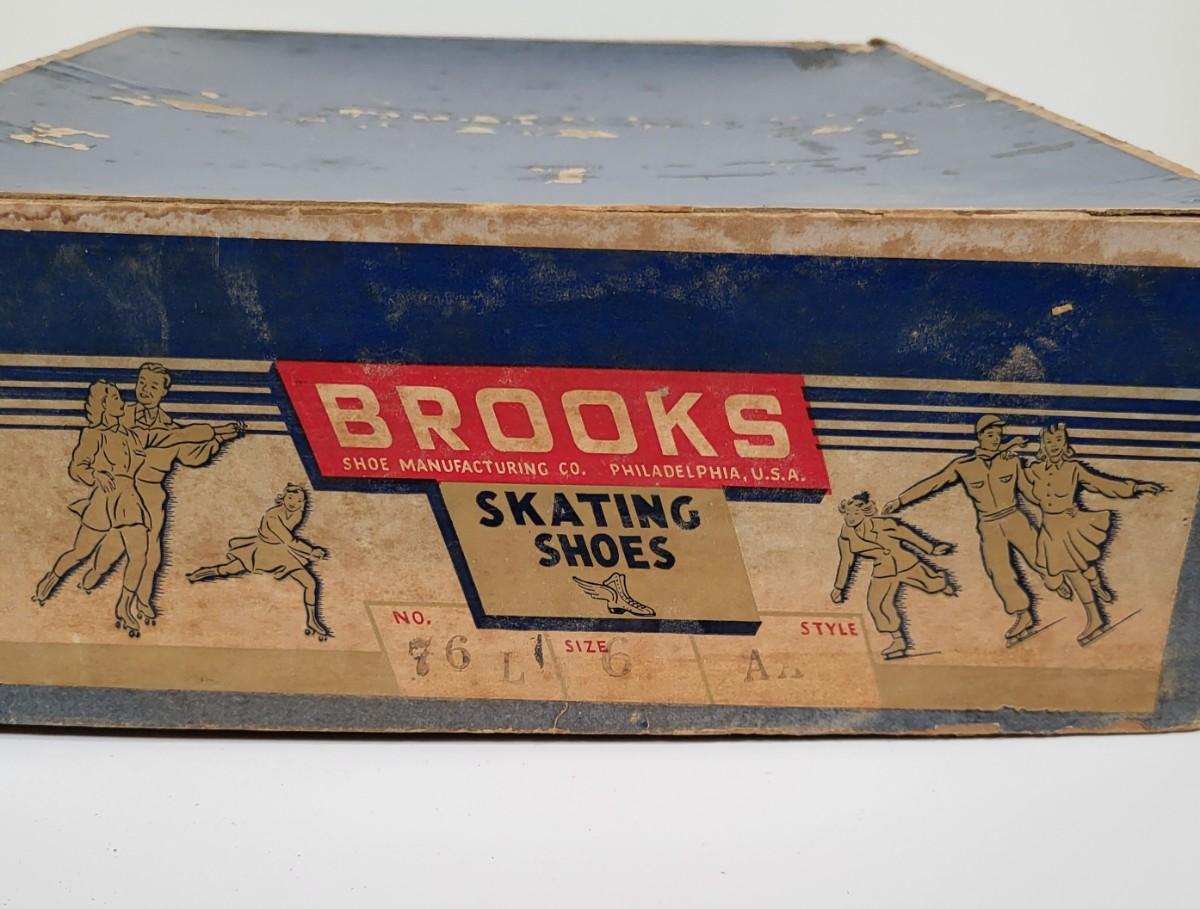 BROOKS
SHOE MANUFACTURING CO. PHILADELPHIA, U.S.A.
SKATING
SHOES
NO. SIZE STYLE
76 L 6